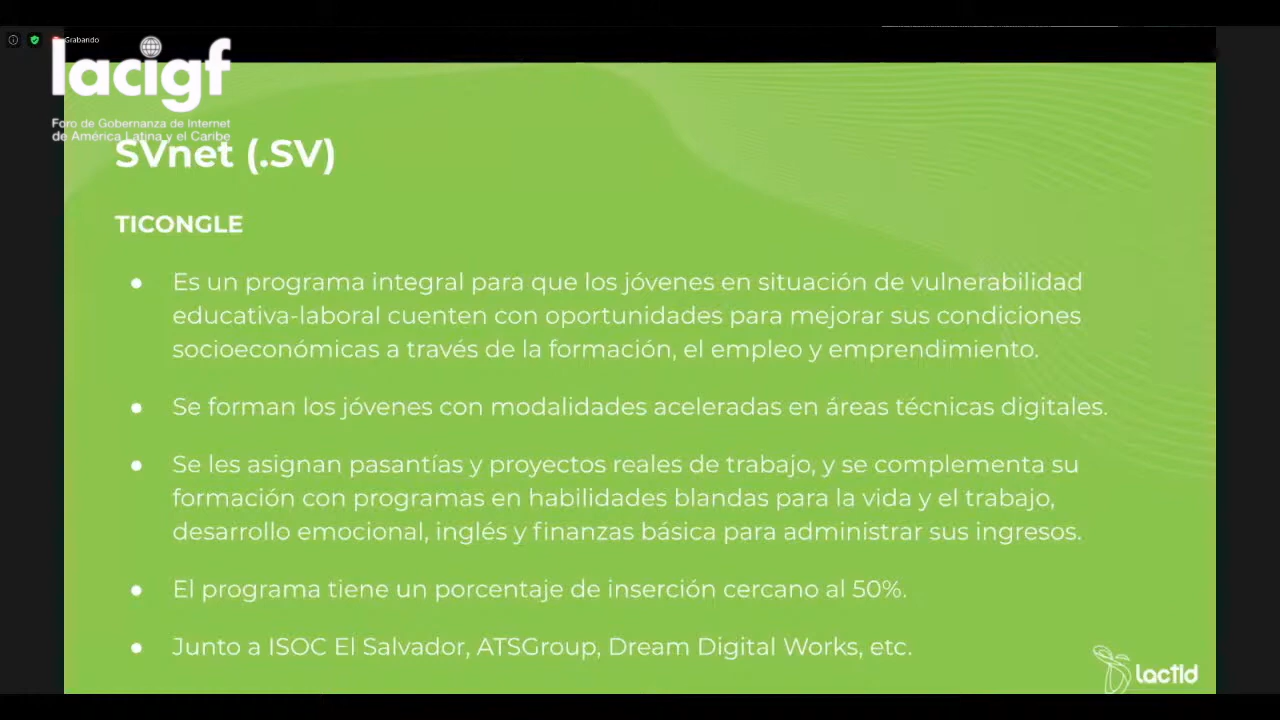 Grabando
lacigf
Foro de Gobernanza de Internet
de América Latina y el Caribe
SVnet (.SV)
TICONGLE
● Es un programa integral para que los jóvenes en situación de vulnerabilidad
educativa-laboral cuenten con oportunidades para mejorar sus condiciones
socioeconómicas a través de la formación, el empleo y emprendimiento.
● Se forman los jóvenes con modalidades aceleradas en áreas técnicas digitales.
● Se les asignan pasantías y proyectos reales de trabajo, y se complementa su
formación con programas en habilidades blandas para la vida y el trabajo,
desarrollo emocional, inglés y finanzas básica para administrar sus ingresos.
● El programa tiene un porcentaje de inserción cercano al 50%.
● Junto a ISOC El Salvador, ATSGroup, Dream Digital Works, etc.
lactld